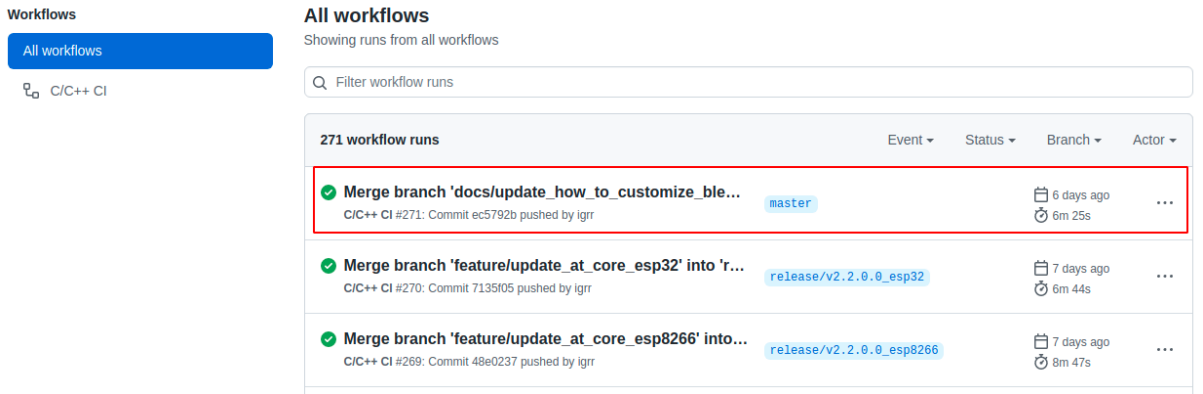 Workflows
All workflows
C/C++ CI
All workflows
Showing runs from all workflows
Filter workflow runs
271 workflow runs Event Status Branch Actor
Merge branch 'docs/update_how_to_customize_ble…
C/C++ CI #271: Commit ec5792b pushed by igrr
master
6 days ago
6m 25s
Merge branch 'feature/update_at_core_esp32' into 'r…
C/C++ CI #270: Commit 7135f05 pushed by igrr
release/v2.2.0.0_esp32
7 days ago
6m 44s
Merge branch 'feature/update_at_core_esp8266' into…
C/C++ CI #269: Commit 48e0237 pushed by igrr
release/v2.2.0.0_esp8266
7 days ago
8m 47s